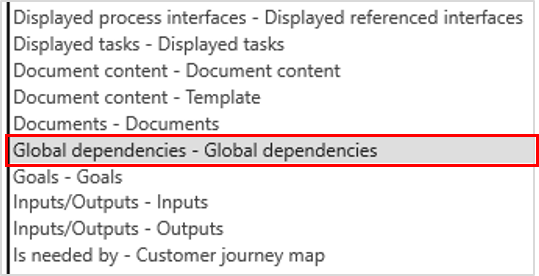 Displayed process interfaces - Displayed referenced interfaces
Displayed tasks - Displayed tasks
Document content - Document content
Document content - Template
Documents - Documents
Global dependencies - Global dependencies
Goals - Goals
Inputs/Outputs - Inputs
Inputs/Outputs - Outputs
Is needed by - Customer journey map